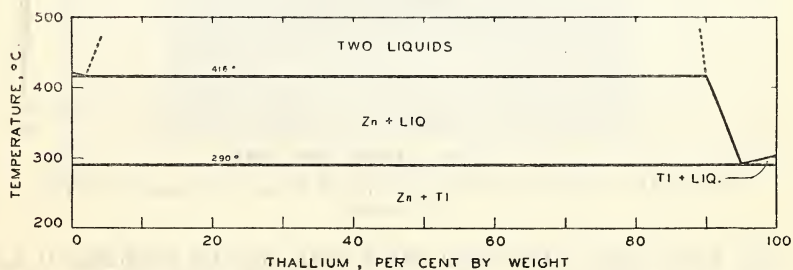 500
TWO LIQUIDS
416°
400
Zn + LIQ
300
290°
Tl + LIQ.
Zn + Tl
200
0 20 40 60 80 100
TEMPERATURE, °C.
THALLIUM, PER CENT BY WEIGHT